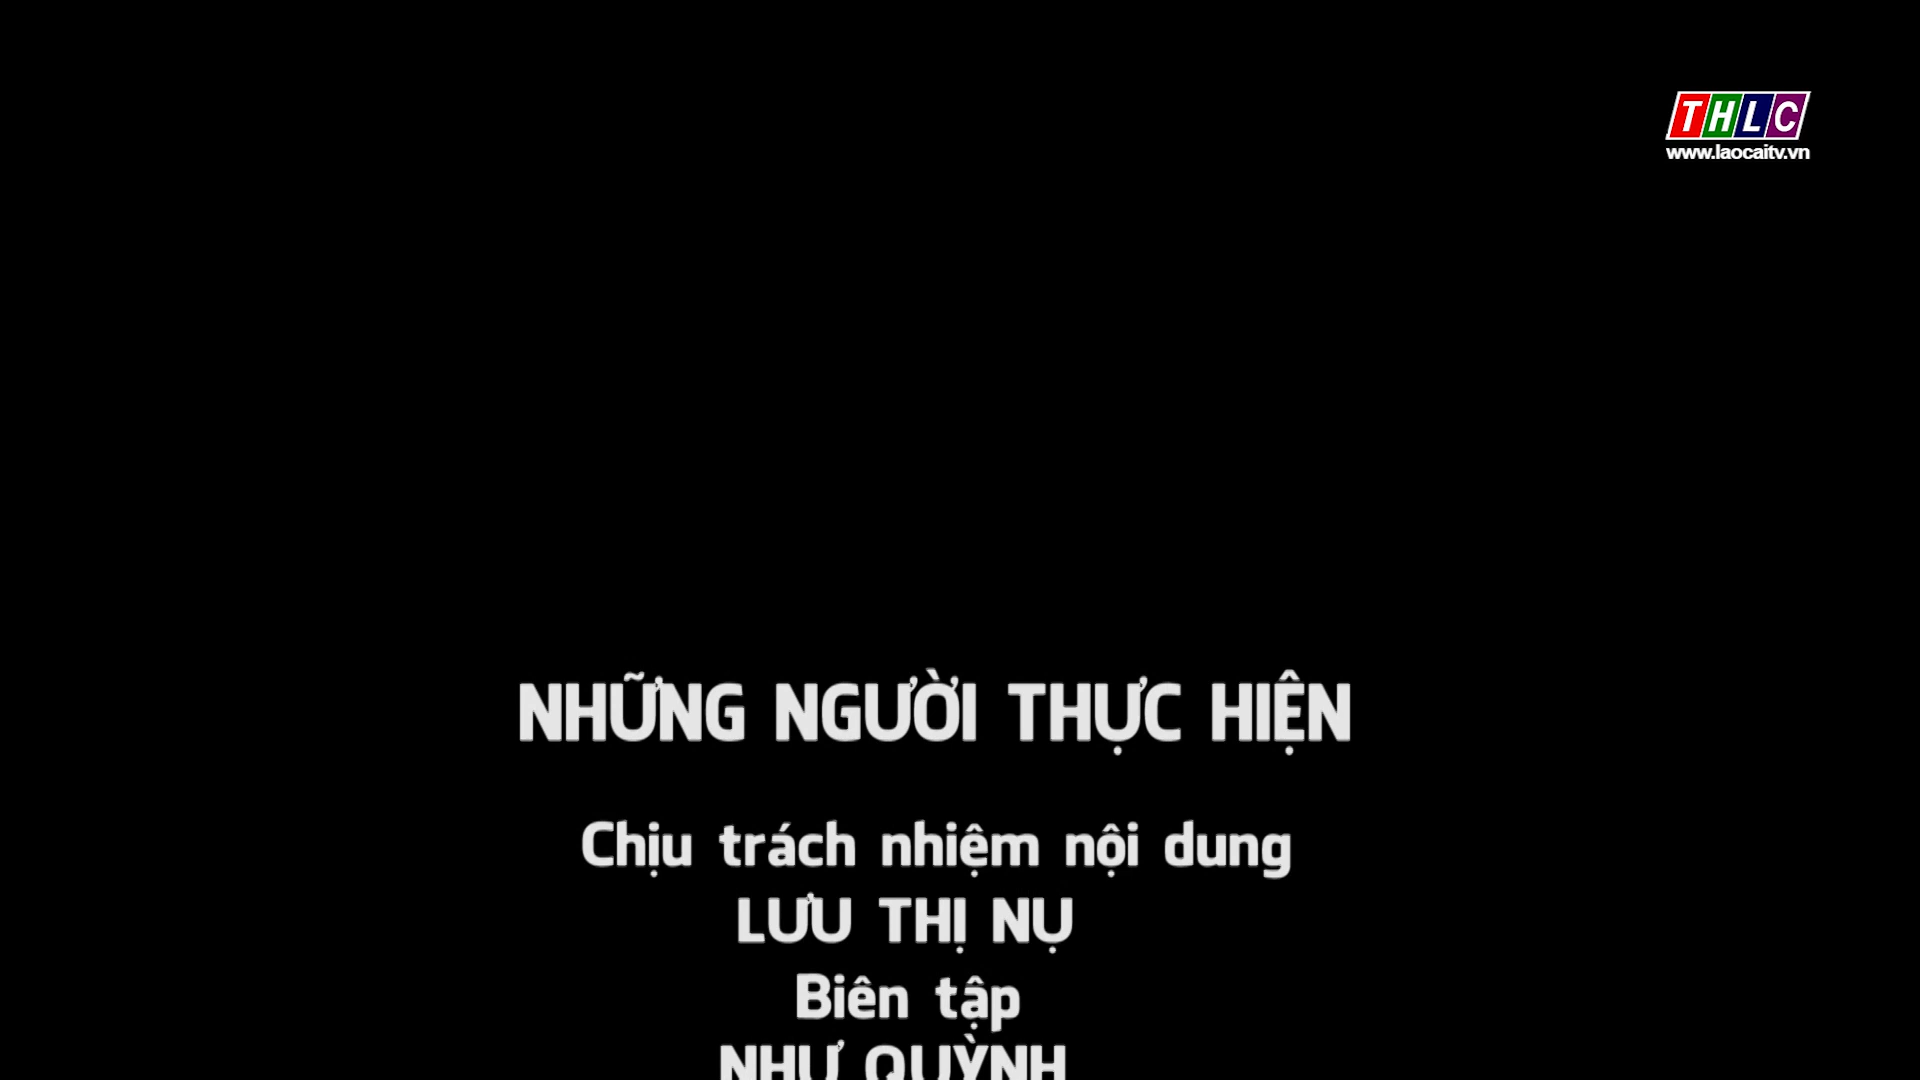 THLC
www.laocaitv.vn
NHỮNG NGƯỜI THỰC HIỆN
Chịu trách nhiệm nội dung
LƯU THỊ NỤ
Biên tập
NHƯ QUỲNH